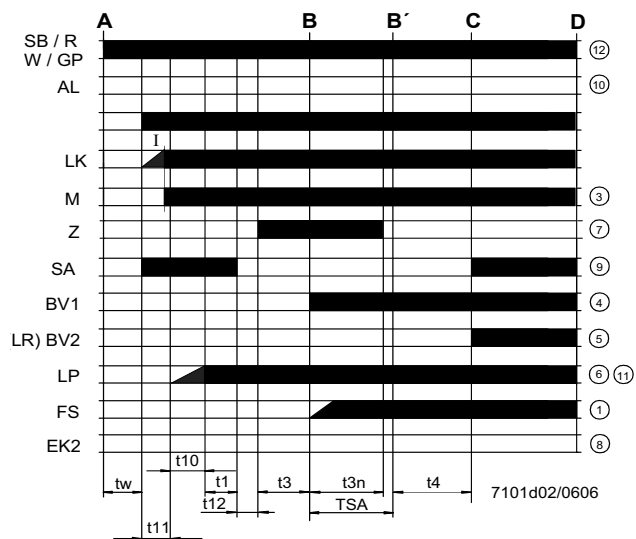 A B B´ C D
SB / R
W / GP 12
AL 10
I
LK
M 3
Z 7
SA 9
BV1 4
LR) BV2 5
LP 6 11
FS 1
EK2 8
t10
tw t1 t3 t3n t4 7101d02/0606
t12 TSA
t11